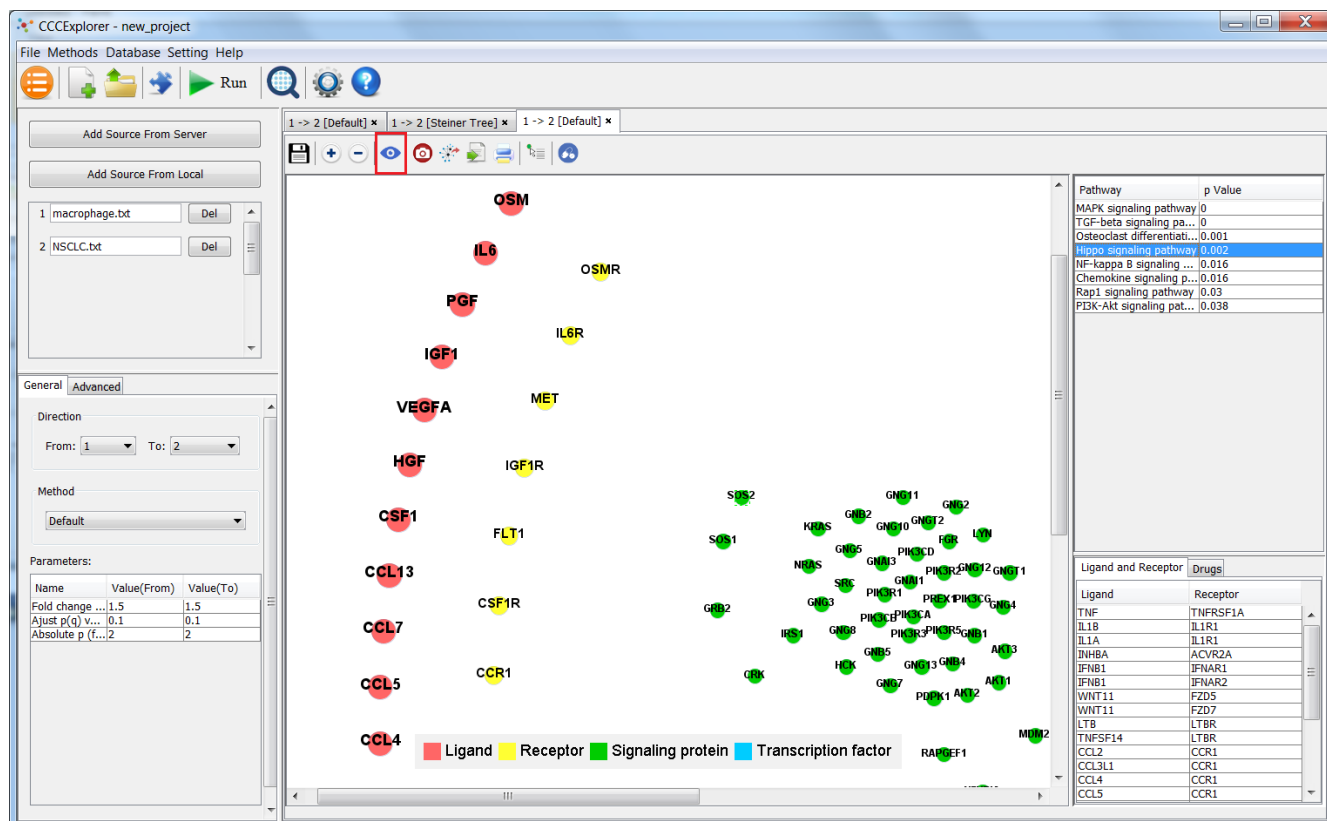 CCCExplorer - new_project
File Methods Database Setting Help
Run
Add Source From Server
Add Source From Local
1 macrophage.txt Del
2 NSCLC.txt Del
General Advanced
Direction
From: 1 To: 2
Method
Default
Parameters:
Name Value(From) Value(To)
Fold change ... 1.5 1.5
Ajust p(q) v... 0.1 0.1
Absolute p (f... 2 2
1 -> 2 [Default] × 1 -> 2 [Steiner Tree] × 1 -> 2 [Default] ×
OSM
IL6
OSMR
PGF
IL6R
IGF1
MET
VEGFA
HGF
IGF1R
CSF1
FLT1
CCL13
CSF1R
CCL7
CCR1
CCL5
CCL4
SOS2
GNG11
GNG2
GNB2
GNGT2
KRAS
GNG10
LYN
SOS1
FGR
GNG5
PIK3CD
NRAS
GNAI3
PIK3R2
GNG12
GNGT1
SRC
GNAI1
PIK3R1
GRB2
GNG3
PREX1
PIK3CG
GNG4
PIK3CB
PIK3CA
IRS1
GNG8
PIK3R3
PIK3R5
GNB1
GNB5
AKT3
HCK
GNG13
GNB4
CRK
GNG7
AKT1
PDPK1
AKT2
MDM2
RAPGEF1
Ligand Receptor Signaling protein Transcription factor
Pathway p Value
MAPK signaling pathway 0
TGF-beta signaling pa... 0
Osteoclast differentiati... 0.001
Hippo signaling pathway 0.002
NF-kappa B signaling ... 0.016
Chemokine signaling p... 0.016
Rap1 signaling pathway 0.03
PI3K-Akt signaling pat... 0.038
Ligand and Receptor Drugs
Ligand Receptor
TNF TNFRSF1A
IL1B IL1R1
IL1A IL1R1
INHBA ACVR2A
IFNB1 IFNAR1
IFNB1 IFNAR2
WNT11 FZD5
WNT11 FZD7
LTB LTBR
TNFSF14 LTBR
CCL2 CCR1
CCL3L1 CCR1
CCL4 CCR1
CCL5 CCR1